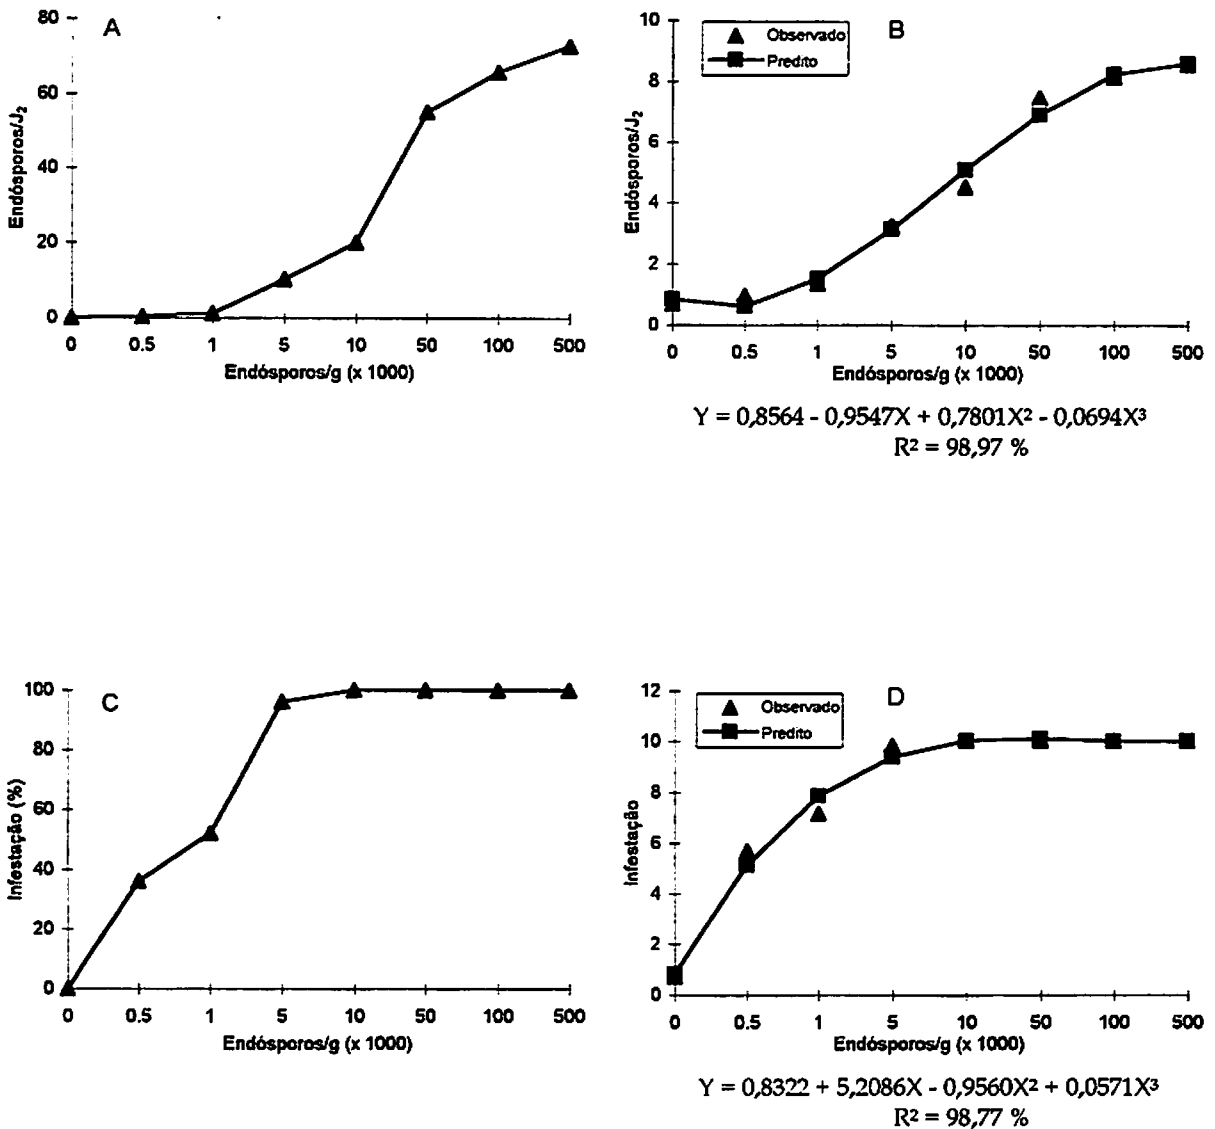 A
80
60
40
20
0
Endósporos/J2
0 0.5 1 5 10 50 100 500
Endósporos/g (x 1000)
B
Observado
Predito
10
8
6
4
2
0
Endósporos/J2
0 0.5 1 5 10 50 100 500
Endósporos/g (x 1000)
Y = 0,8564 - 0,9547X + 0,7801X² - 0,0694X³
R² = 98,97 %
C
100
80
60
40
20
0
Infestação (%)
0 0.5 1 5 10 50 100 500
Endósporos/g (x 1000)
D
Observado
Predito
12
10
8
6
4
2
0
Infestação
0 0.5 1 5 10 50 100 500
Endósporos/g (x 1000)
Y = 0,8322 + 5,2086X - 0,9560X² + 0,0571X³
R² = 98,77 %